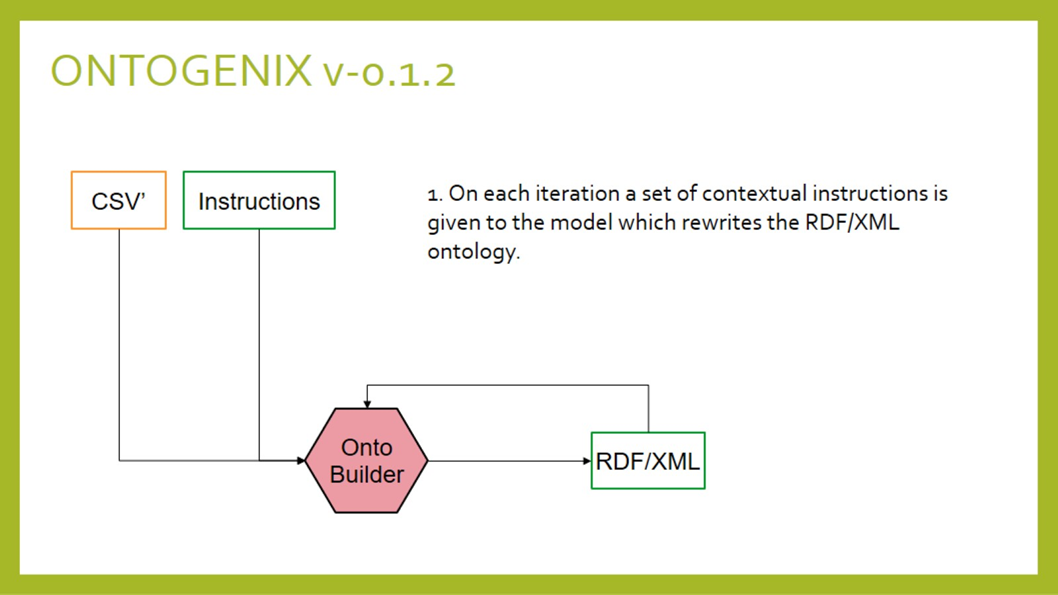 ONTOGENIX v-0.1.2
CSV’
Instructions
1. On each iteration a set of contextual instructions is
given to the model which rewrites the RDF/XML
ontology.
Onto
Builder
RDF/XML